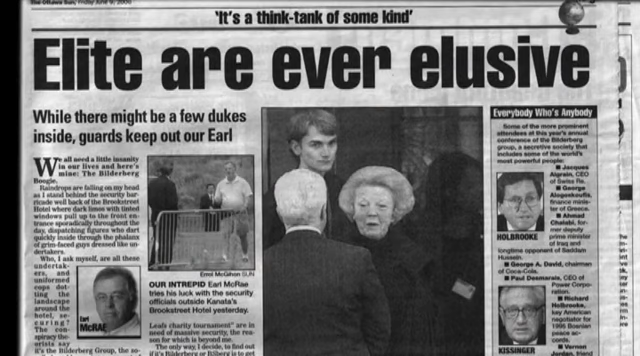 The Ottawa Sun, Friday June 9, 2006
'It's a think-tank of some kind'
Elite are ever elusive
While there might be a few dukes
inside, guards keep out our Earl
We all need a little insanity
in our lives and here's
mine: The Bilderberg
Boogie.
Raindrops are falling on my head
as I stand behind the security bar-
ricade well back of the Brookstreet
Hotel where dark limos with tinted
windows pull up to the front en-
trance sporadically throughout the
day, dispatching figures who dart
quickly inside through the phalanx
of grim-faced guys dressed like un-
dertakers.
Who, I ask myself, are all these
undertak-
ers, and
uniformed
cops dot-
ting the
landscape
around the
hotel, se-
curing?
The con-
spiracy the-
orists say
it's the Bilderberg Group, the so-
Earl
McRAE
Errol McGihon SUN
OUR INTREPID Earl McRae
tries his luck with the security
officials outside Kanata's
Brookstreet Hotel yesterday.
Leafs charity tournament" are in
need of massive security, the rea-
son for which is beyond me.
The only way, I decide, to find out
if it's Bilderberg or Biberg is to get
Everybody Who's Anybody
Some of the more prominent
attendees at this year's annual
conference of the Bilderberg
group, a secretive society that
includes some of the world's
most powerful people:
■ Jacques
Aigrain, CEO
of Swiss Re.
■ George
Alogoskoufis,
finance minis-
ter of Greece.
■ Ahmad
Chalabi, for-
mer deputy
prime minister
of Iraq and
longtime opponent of Saddam
Hussein.
HOLBROOKE
■ George A. David, chairman
of Coca-Cola.
■ Paul Desmarais, CEO of
Power Corpo-
ration.
■ Richard
Holbrooke,
key American
negotiator for
1995 Bosnian
peace ac-
cords.
■ Vernon
Jordan, friend
KISSINGER